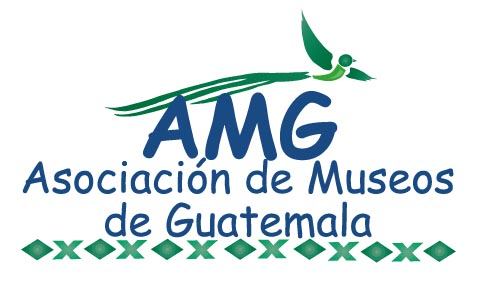 AMG
Asociación de Museos
de Guatemala